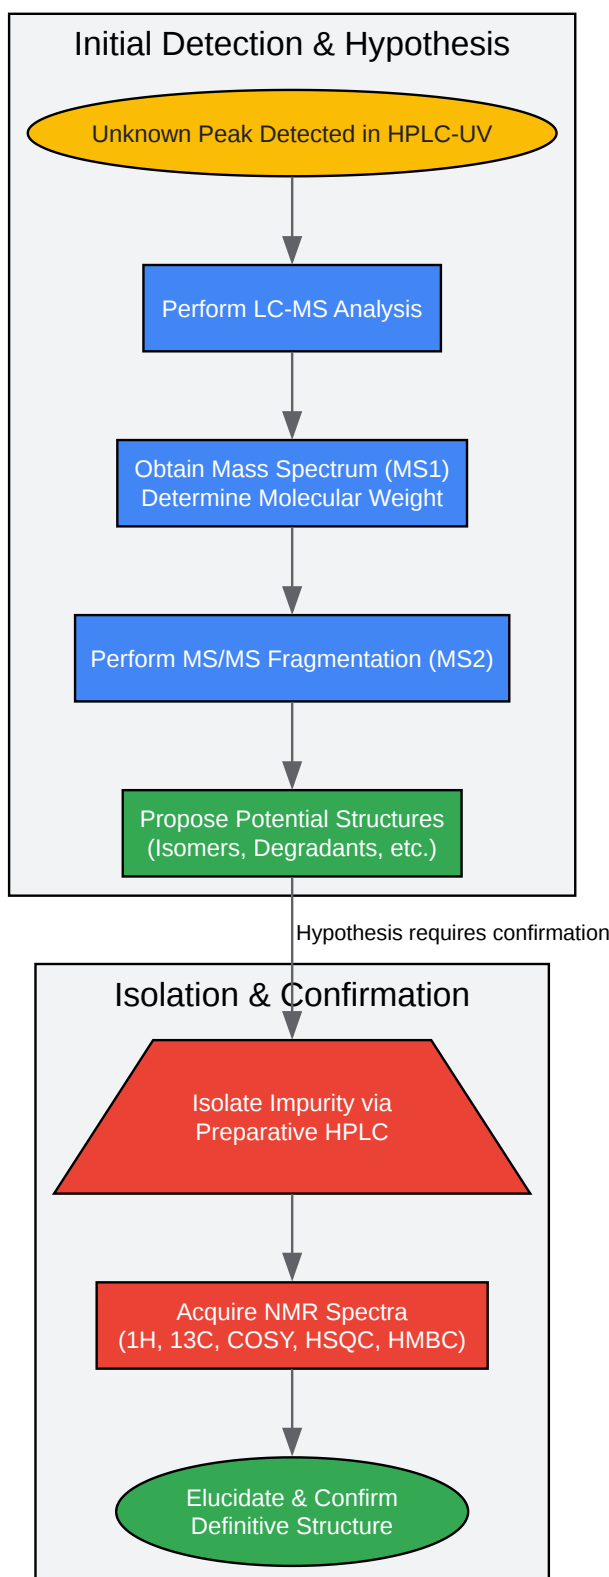 Initial Detection & Hypothesis
Unknown Peak Detected in HPLC-UV
Perform LC-MS Analysis
Obtain Mass Spectrum (MS1)
Determine Molecular Weight
Perform MS/MS Fragmentation (MS2)
Propose Potential Structures
(Isomers, Degradants, etc.)
Hypothesis requires confirmation
Isolation & Confirmation
Isolate Impurity via
Preparative HPLC
Acquire NMR Spectra
(1H, 13C, COSY, HSQC, HMBC)
Elucidate & Confirm
Definitive Structure